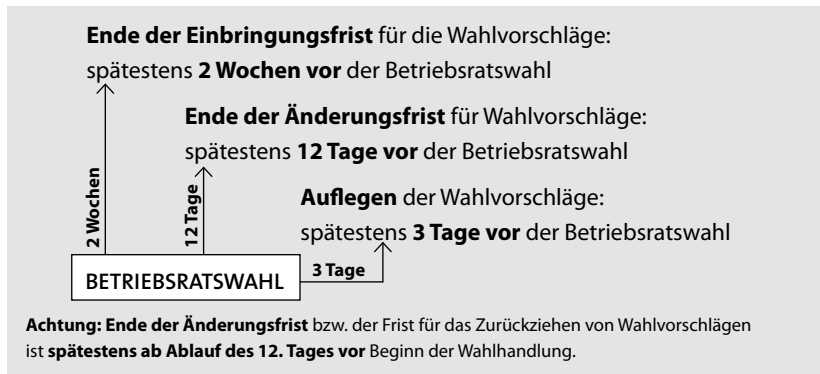 Ende der Einbringungsfrist für die Wahlvorschläge:
spätestens 2 Wochen vor der Betriebsratswahl
Ende der Änderungsfrist für Wahlvorschläge:
spätestens 12 Tage vor der Betriebsratswahl
Auflegen der Wahlvorschläge:
spätestens 3 Tage vor der Betriebsratswahl
2 Wochen
12 Tage
3 Tage
BETRIEBSRATSWAHL
Achtung: Ende der Änderungsfrist bzw. der Frist für das Zurückziehen von Wahlvorschlägen
ist spätestens ab Ablauf des 12. Tages vor Beginn der Wahlhandlung.